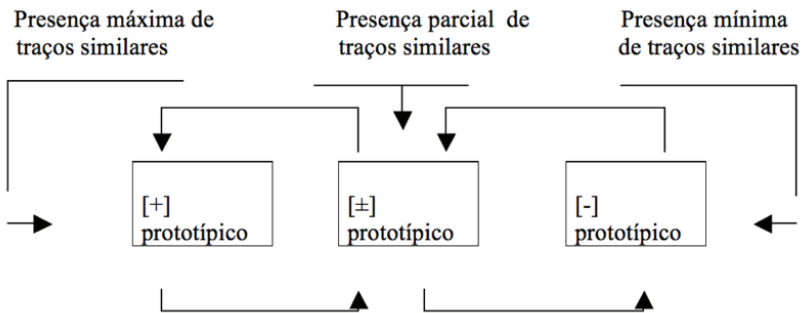 Presença máxima de
traços similares
Presença parcial de
traços similares
Presença mínima
de traços similares
[+]
prototípico
[±]
prototípico
[-]
prototípico